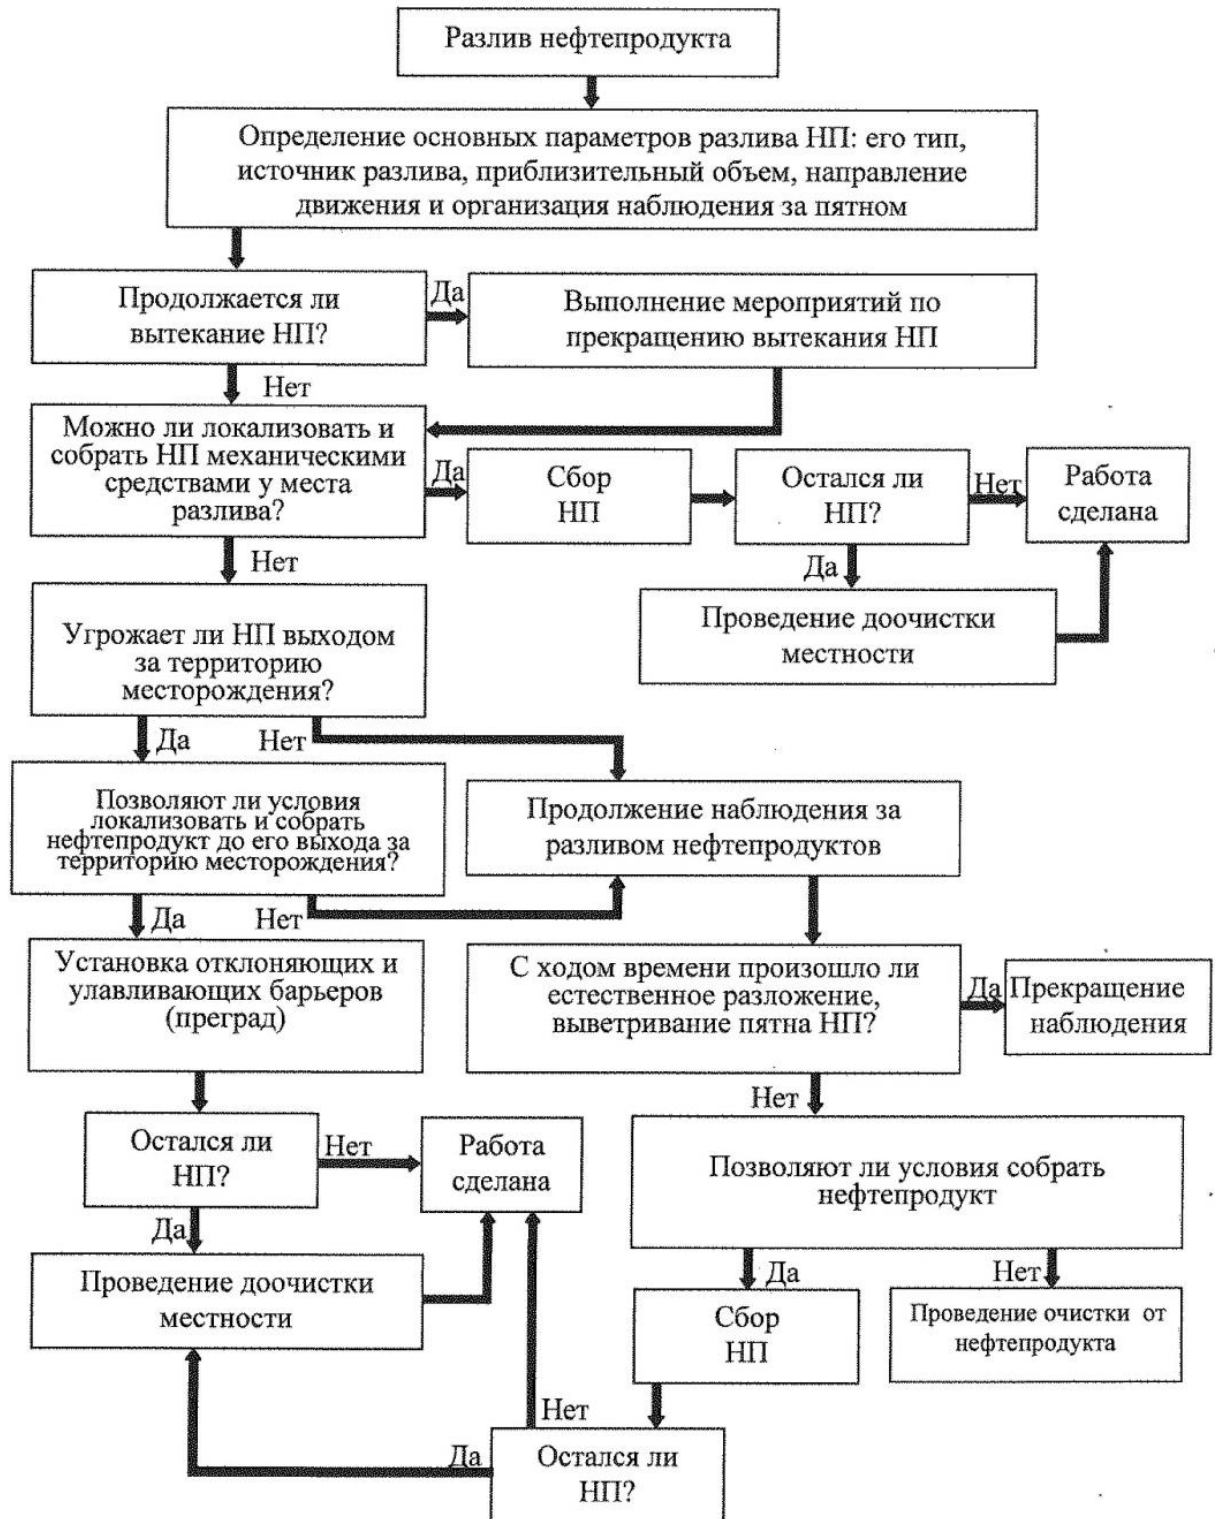 Разлив нефтепродукта
Определение основных параметров разлива НП: его тип,
источник разлива, приблизительный объем, направление
движения и организация наблюдения за пятном
Продолжается ли
вытекание НП?
Да
Выполнение мероприятий по
прекращению вытекания НП
Нет
Можно ли локализовать и
собрать НП механическими
средствами у места
разлива?
Да
Сбор
НП
Остался ли
НП?
Нет
Работа
сделана
Нет
Да
Проведение доочистки
местности
Угрожает ли НП выходом
за территорию
месторождения?
Да
Нет
Позволяют ли условия
локализовать и собрать
нефтепродукт до его выхода за
территорию месторождения?
Продолжение наблюдения за
разливом нефтепродуктов
Да
Нет
Установка отклоняющих и
улавливающих барьеров
(преград)
С ходом времени произошло ли
естественное разложение,
выветривание пятна НП?
Да
Прекращение
наблюдения
Нет
Остался ли
НП?
Нет
Работа
сделана
Позволяют ли условия собрать
нефтепродукт
Да
Проведение доочистки
местности
Да
Нет
Сбор
НП
Проведение очистки от
нефтепродукта
Нет
Да
Остался ли
НП?